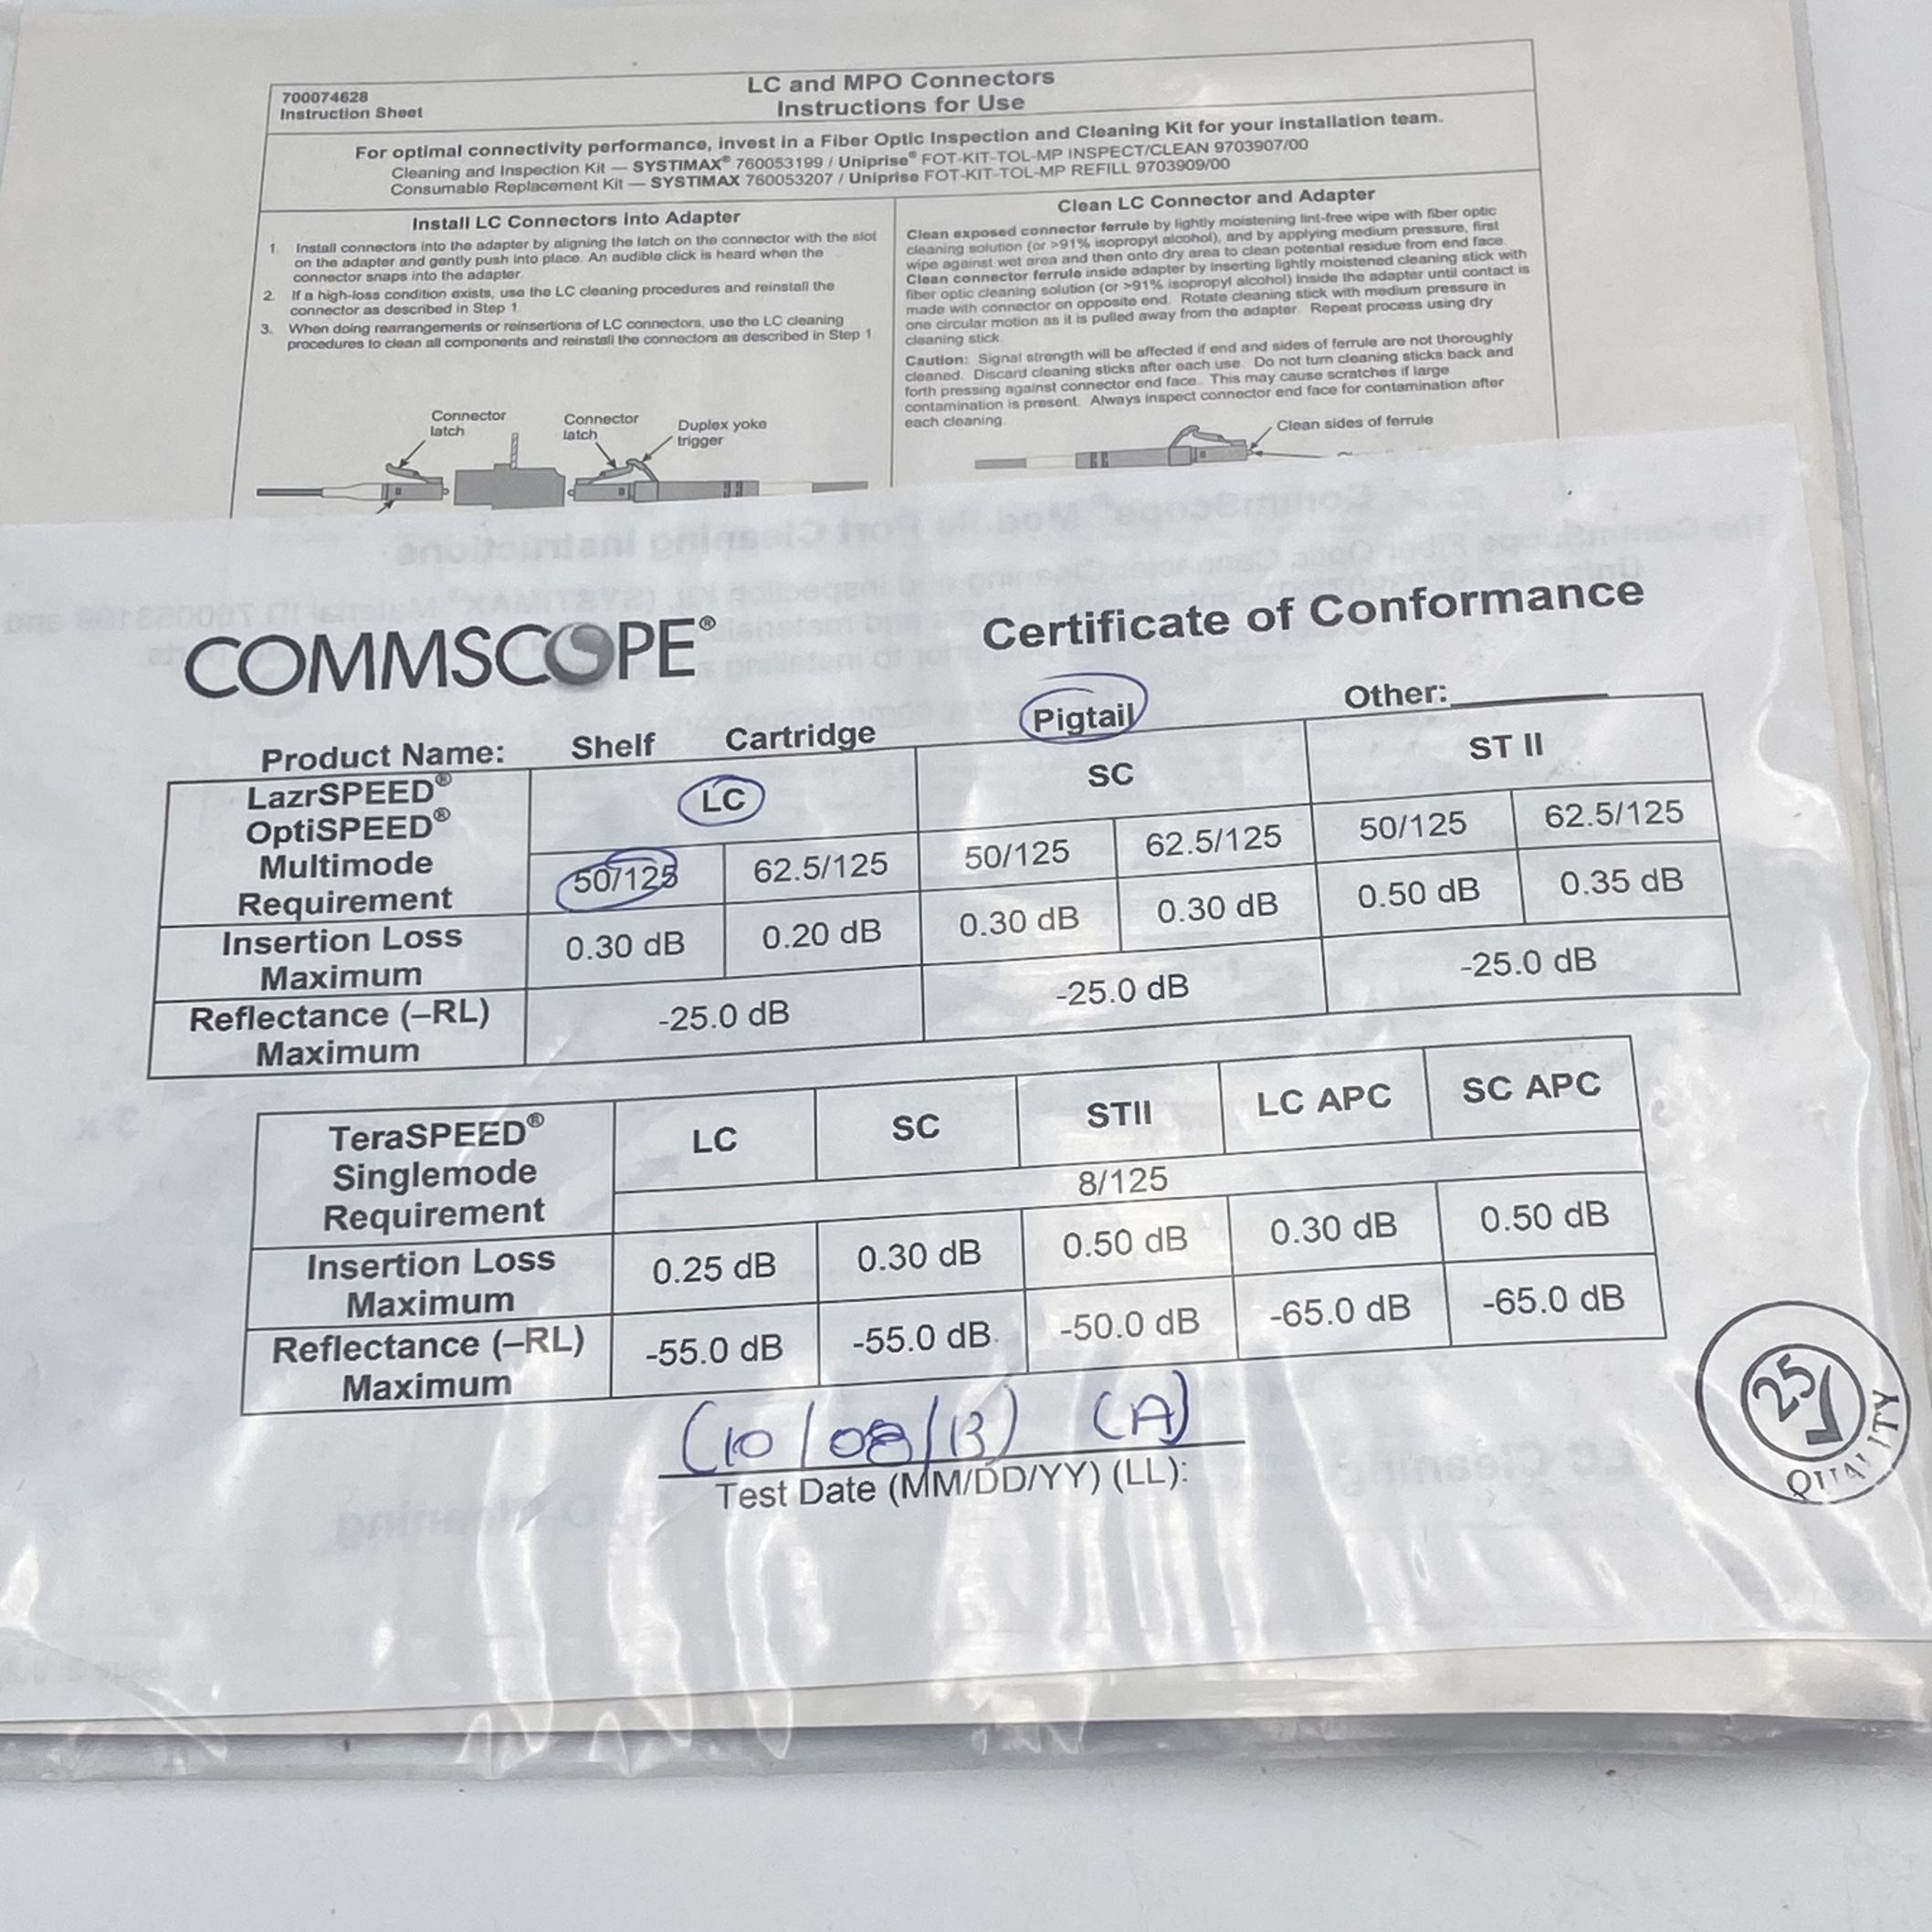 700074628
Instruction Sheet
LC and MPO Connectors
Instructions for Use
For optimal connectivity performance, invest in a Fiber Optic Inspection and Cleaning Kit for your installation team.
Cleaning and Inspection Kit — SYSTIMAX® 760053199 / Uniprise® FOT-KIT-TOL-MP INSPECT/CLEAN 9703907/00
Consumable Replacement Kit — SYSTIMAX 760053207 / Uniprise FOT-KIT-TOL-MP REFILL 9703909/00
Install LC Connectors into Adapter
1. Install connectors into the adapter by aligning the latch on the connector with the slot
on the adapter and gently push into place. An audible click is heard when the
connector snaps into the adapter.
2. If a high-loss condition exists, use the LC cleaning procedures and reinstall the
connector as described in Step 1.
3. When doing rearrangements or reinsertions of LC connectors, use the LC cleaning
procedures to clean all components and reinstall the connectors as described in Step 1
Connector
latch
Connector
latch
Duplex yoke
trigger
Clean LC Connector and Adapter
Clean exposed connector ferrule by lightly moistening lint-free wipe with fiber optic
cleaning solution (or >91% isopropyl alcohol), and by applying medium pressure, first
wipe against wet area and then onto dry area to clean potential residue from end face.
Clean connector ferrule inside adapter by inserting lightly moistened cleaning stick with
fiber optic cleaning solution (or >91% isopropyl alcohol) inside the adapter until contact is
made with connector on opposite end. Rotate cleaning stick with medium pressure in
one circular motion as it is pulled away from the adapter. Repeat process using dry
cleaning stick.
Caution: Signal strength will be affected if end and sides of ferrule are not thoroughly
cleaned. Discard cleaning sticks after each use. Do not turn cleaning sticks back and
forth pressing against connector end face. This may cause scratches if large
contamination is present. Always inspect connector end face for contamination after
each cleaning.
Clean sides of ferrule
COMMSCOPE®
Certificate of Conformance
Product Name: Shelf Cartridge Pigtail Other:
LazrSPEED®
OptiSPEED®
Multimode
Requirement
LC SC ST II
50/125 62.5/125 50/125 62.5/125 50/125 62.5/125
Insertion Loss
Maximum
0.30 dB 0.20 dB 0.30 dB 0.30 dB 0.50 dB 0.35 dB
Reflectance (–RL)
Maximum
-25.0 dB -25.0 dB -25.0 dB
TeraSPEED®
Singlemode
Requirement
LC SC STII LC APC SC APC
8/125
Insertion Loss
Maximum
0.25 dB 0.30 dB 0.50 dB 0.30 dB 0.50 dB
Reflectance (–RL)
Maximum
-55.0 dB -55.0 dB. -50.0 dB -65.0 dB -65.0 dB
(10/08/13) (A)
Test Date (MM/DD/YY) (LL):
25
QUALITY